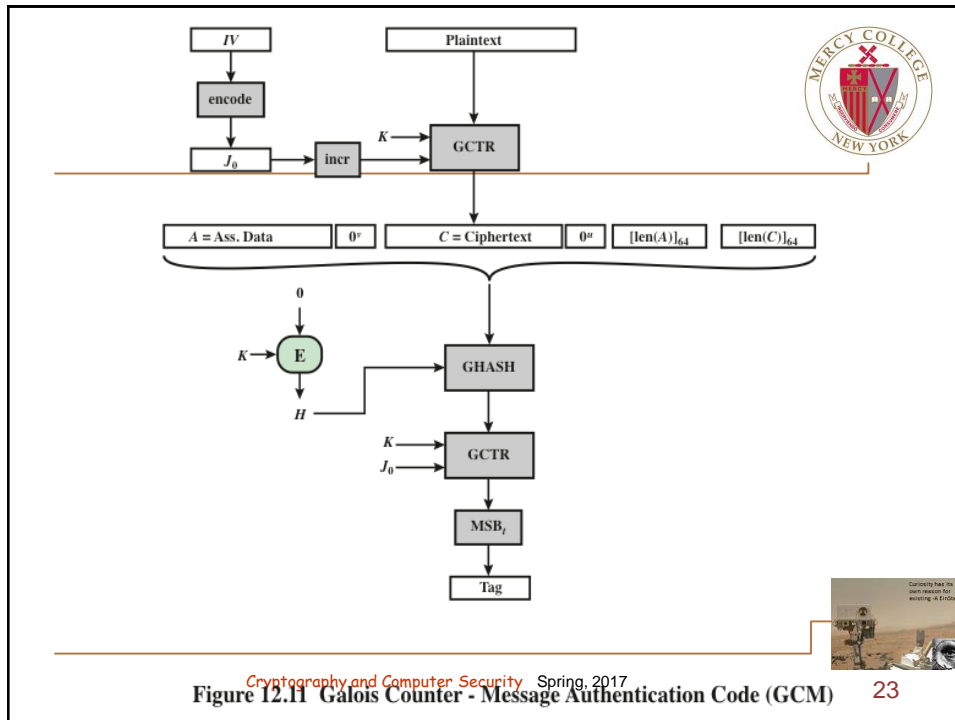 IV
Plaintext
MERCY COLLEGE
NEW YORK
MERCY
encode
K
GCTR
J₀
incr
A = Ass. Data
0ᵛ
C = Ciphertext
0ᵘ
[len(A)]₆₄
[len(C)]₆₄
0
K
E
GHASH
H
K
J₀
GCTR
MSBₜ
Tag
Curiosity has its
own reason for
existing -A EinSte
Cryptography and Computer Security Spring, 2017
Figure 12.11 Galois Counter - Message Authentication Code (GCM)
23